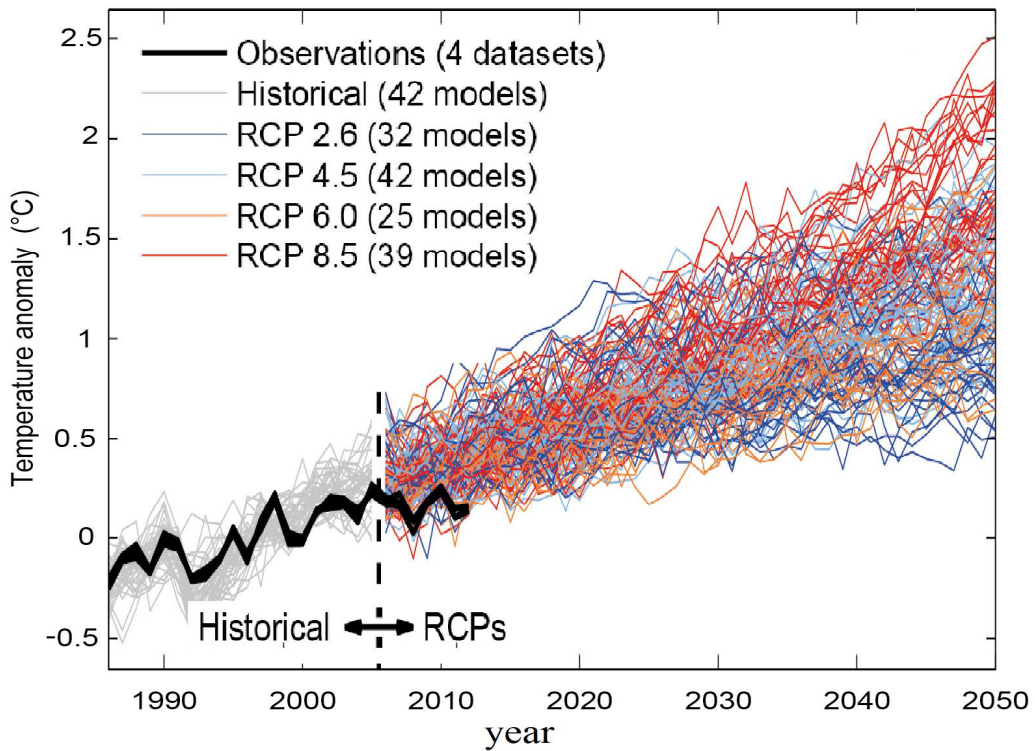 2.5
2
1.5
1
0.5
0
-0.5
Temperature anomaly (°C)
Observations (4 datasets)
Historical (42 models)
RCP 2.6 (32 models)
RCP 4.5 (42 models)
RCP 6.0 (25 models)
RCP 8.5 (39 models)
Historical RCPs
1990 2000 2010 2020 2030 2040 2050
year